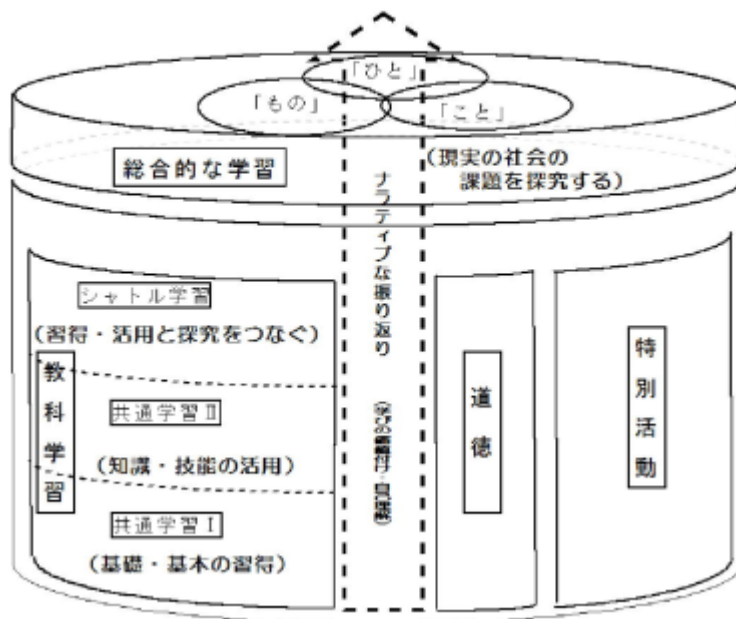 「ひと」
「もの」
「こと」
総合的な学習
(現実の社会の
課題を探究する)
ナラティブな振り返り
シャトル学習
(習得・活用と探究をつなぐ)
教科学習
共通学習Ⅱ
(知識・技能の活用)
共通学習Ⅰ
(基礎・基本の習得)
道徳
特別活動